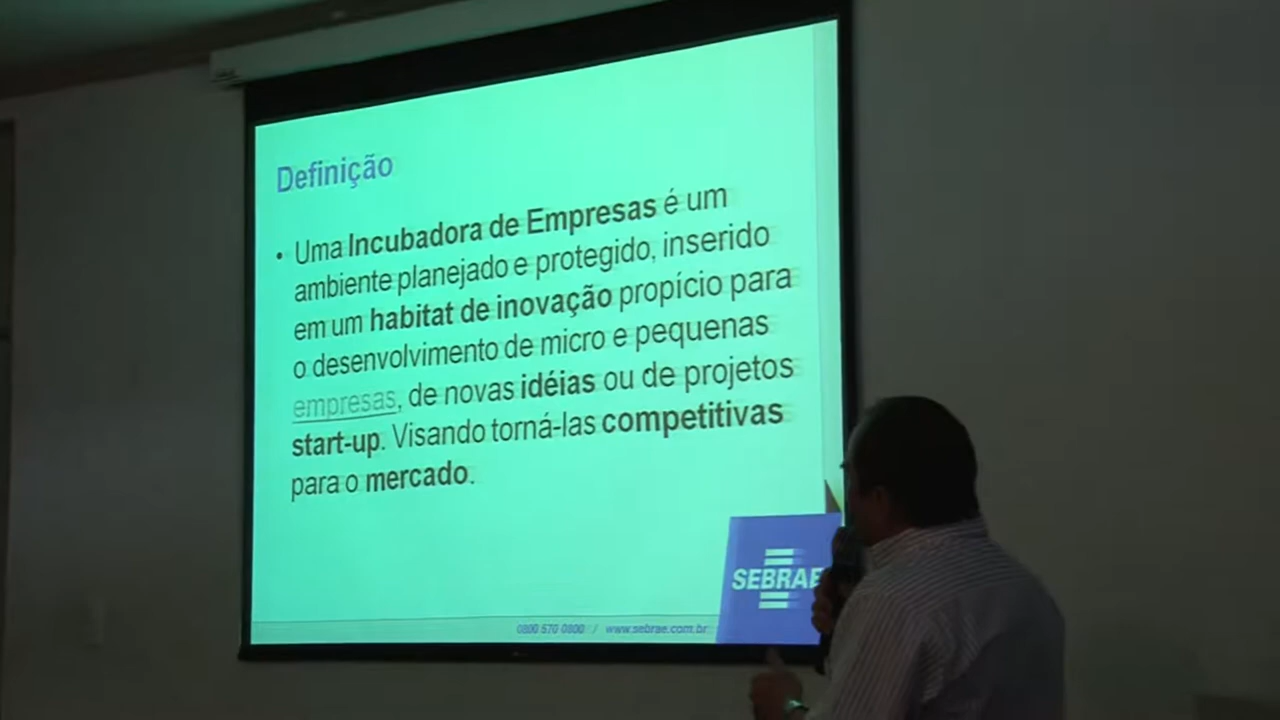 Definição
• Uma Incubadora de Empresas é um
ambiente planejado e protegido, inserido
em um habitat de inovação propício para
o desenvolvimento de micro e pequenas
empresas, de novas idéias ou de projetos
start-up. Visando torná-las competitivas
para o mercado.
SEBRAE
0800 570 0800 / www.sebrae.com.br